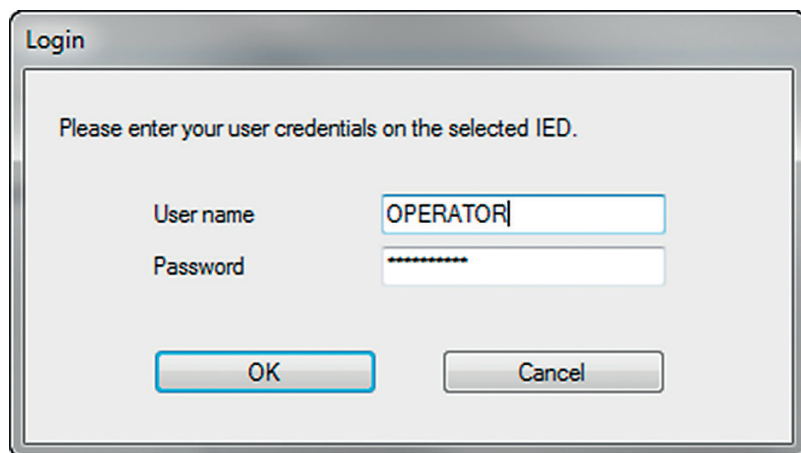 Login
Please enter your user credentials on the selected IED.
User name OPERATOR
Password **********
OK Cancel